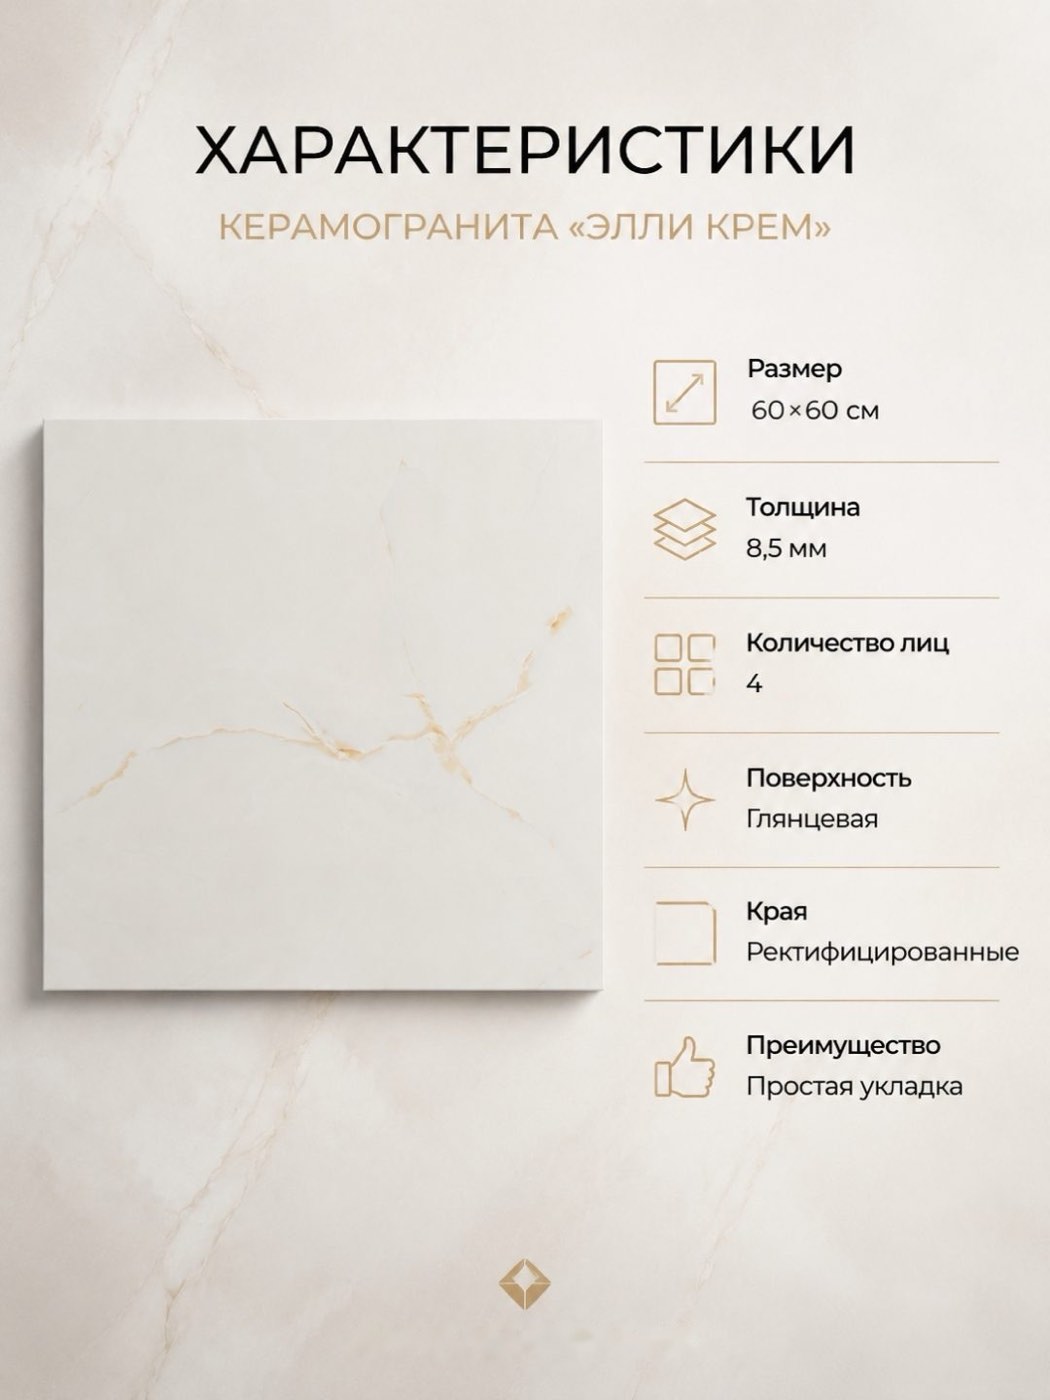 ХАРАКТЕРИСТИКИ
КЕРАМОГРАНИТА «ЭЛЛИ КРЕМ»
Размер
60×60 см
Толщина
8,5 мм
Количество лиц
4
Поверхность
Глянцевая
Края
Ректифицированные
Преимущество
Простая укладка